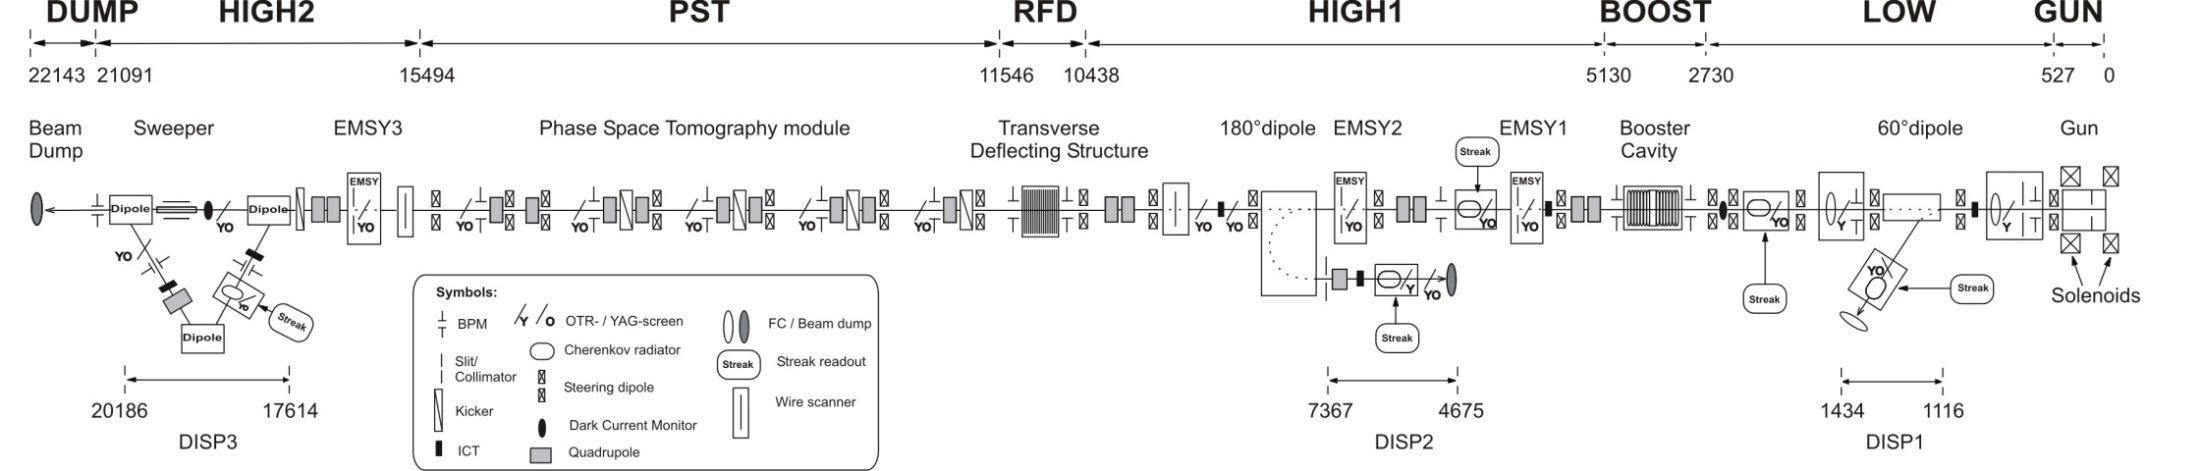 DUMP HIGH2 PST RFD HIGH1 BOOST LOW GUN
22143 21091 15494 11546 10438 5130 2730 527 0
Beam Dump
Sweeper
EMSY3
Phase Space Tomography module
Transverse
Deflecting Structure
180°dipole
EMSY2
EMSY1
Booster
Cavity
60°dipole
Gun
Streak
EMSY EMSY EMSY
Dipole Dipole
YO YO YO YO YO YO YO YO YO YO YO YO YO YO Y Y
YO YO Y YO YO
Streak Streak Streak Streak
Dipole
Solenoids
20186 17614
DISP3
7367 4675
DISP2
1434 1116
DISP1
Symbols:
BPM
Slit/
Collimator
Kicker
ICT
Y O OTR- / YAG-screen
Cherenkov radiator
Steering dipole
Dark Current Monitor
Quadrupole
FC / Beam dump
Streak Streak readout
Wire scanner